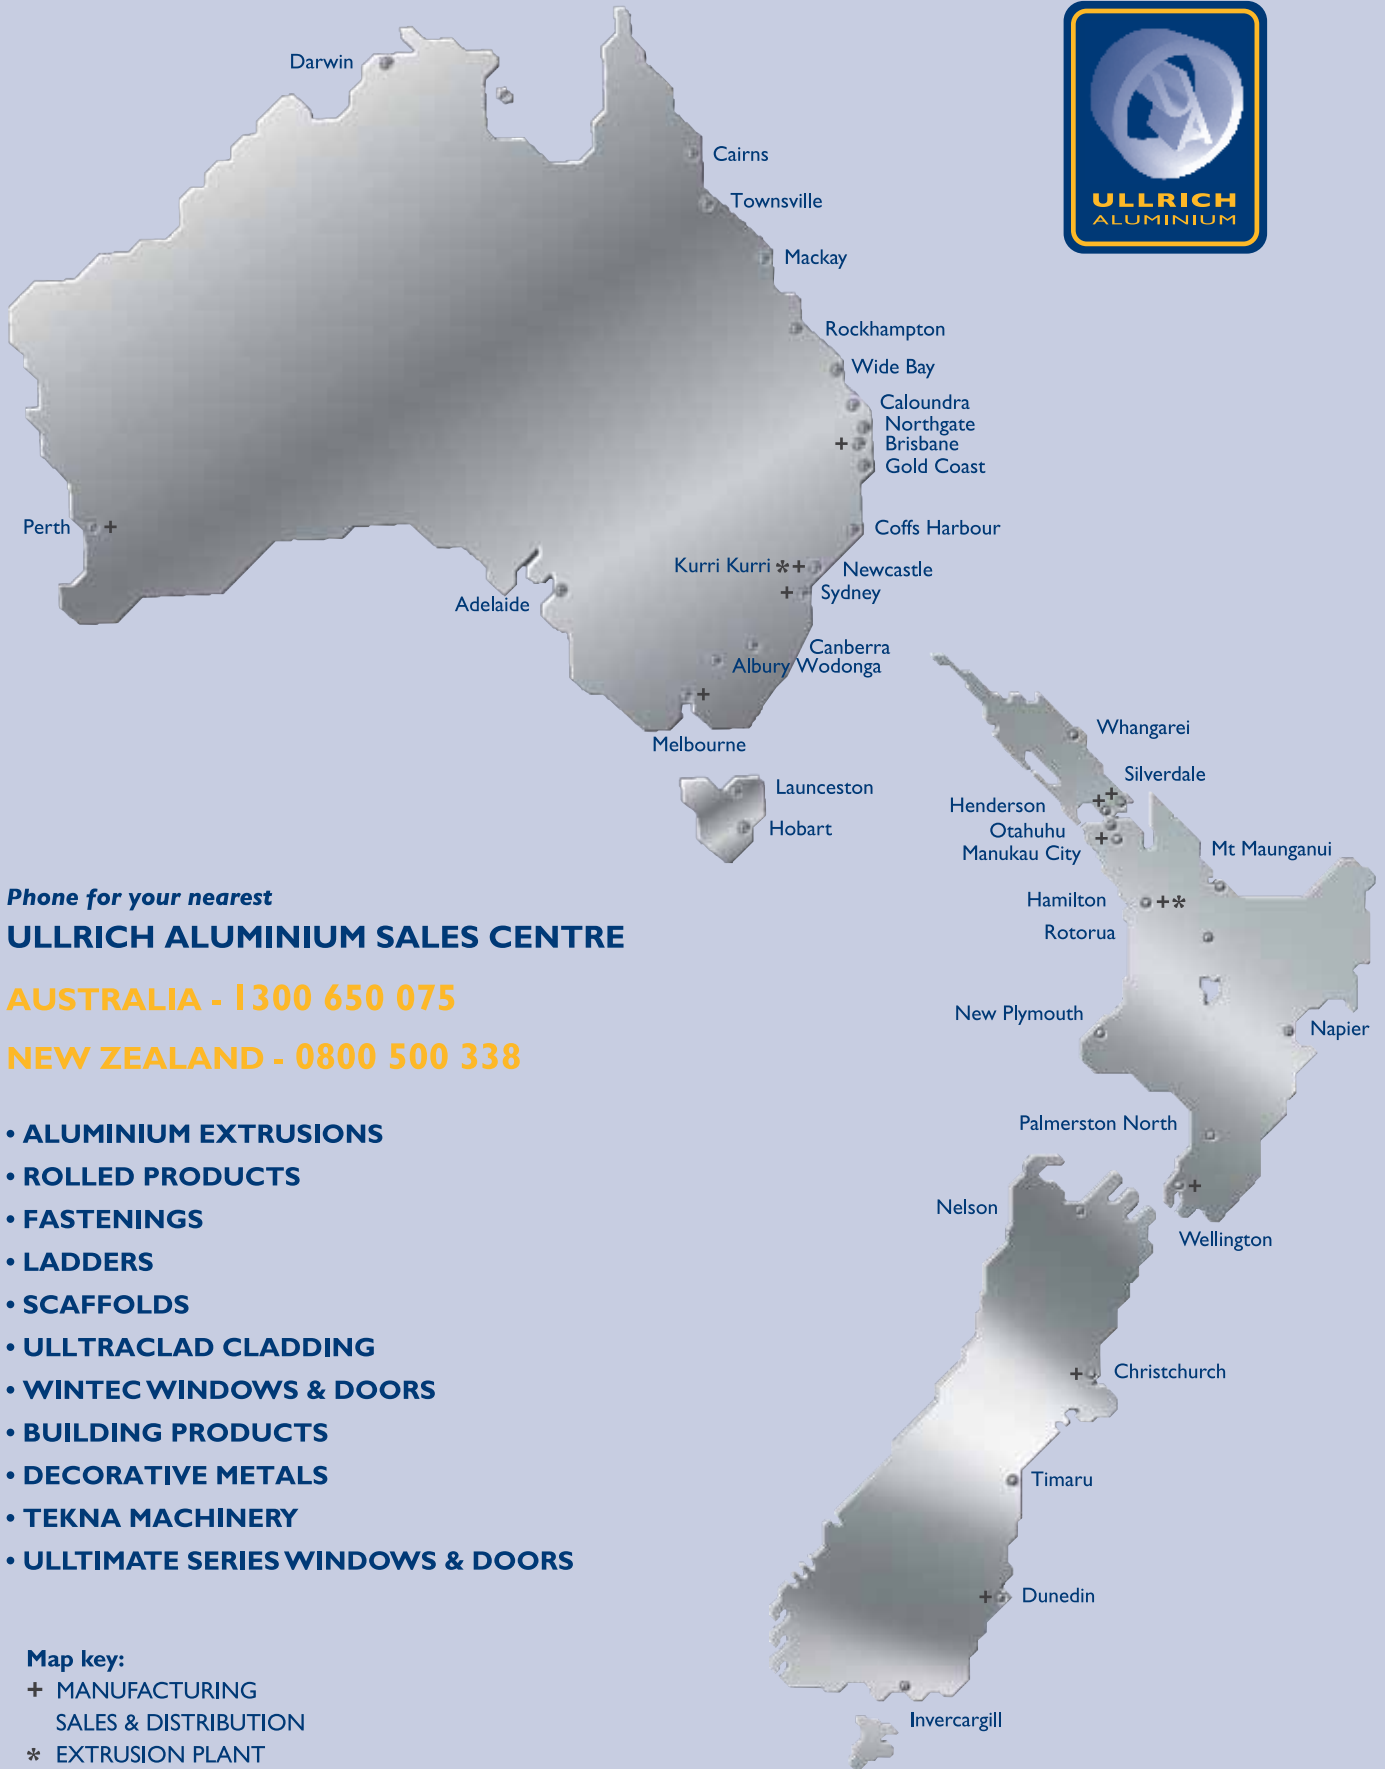 Darwin
Cairns
Townsville
Mackay
Rockhampton
Wide Bay
Caloundra
Northgate
+ Brisbane
Gold Coast
Perth +
Coffs Harbour
Kurri Kurri *+ Newcastle
+ Sydney
Adelaide
Canberra
Albury Wodonga
+
Melbourne
Launceston
Hobart
UA
ULLRICH
ALUMINIUM
Whangarei
Silverdale
+
Henderson +
Otahuhu
Manukau City +
Mt Maunganui
Hamilton +*
Rotorua
New Plymouth
Napier
Palmerston North
+
Wellington
Nelson
+ Christchurch
Timaru
+ Dunedin
Invercargill
Phone for your nearest
ULLRICH ALUMINIUM SALES CENTRE
AUSTRALIA - 1300 650 075
NEW ZEALAND - 0800 500 338
• ALUMINIUM EXTRUSIONS
• ROLLED PRODUCTS
• FASTENINGS
• LADDERS
• SCAFFOLDS
• ULLTRACLAD CLADDING
• WINTEC WINDOWS & DOORS
• BUILDING PRODUCTS
• DECORATIVE METALS
• TEKNA MACHINERY
• ULLTIMATE SERIES WINDOWS & DOORS
Map key:
+ MANUFACTURING
SALES & DISTRIBUTION
* EXTRUSION PLANT